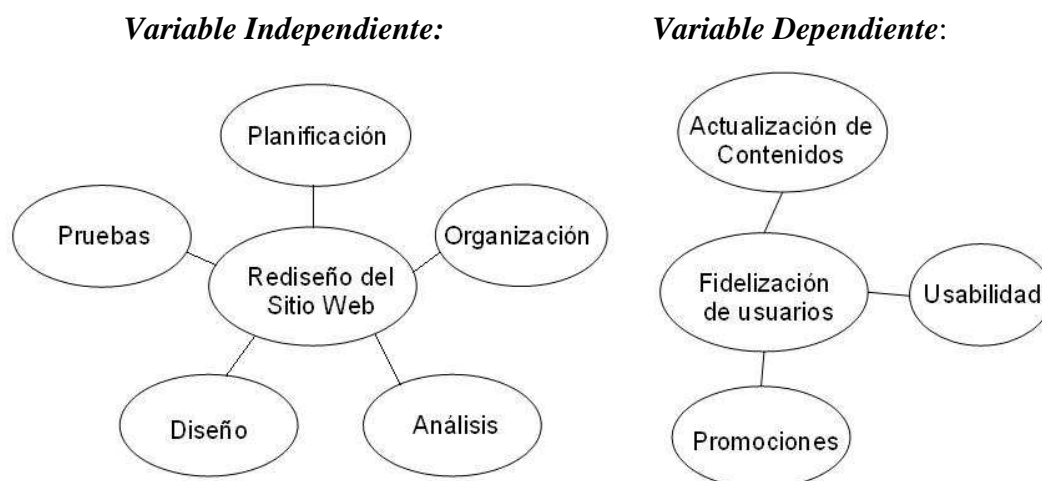 Variable Independiente:
Variable Dependiente:
Planificación
Pruebas
Organización
Rediseño del
Sitio Web
Diseño
Análisis
Actualización de
Contenidos
Fidelización
de usuarios
Usabilidad
Promociones